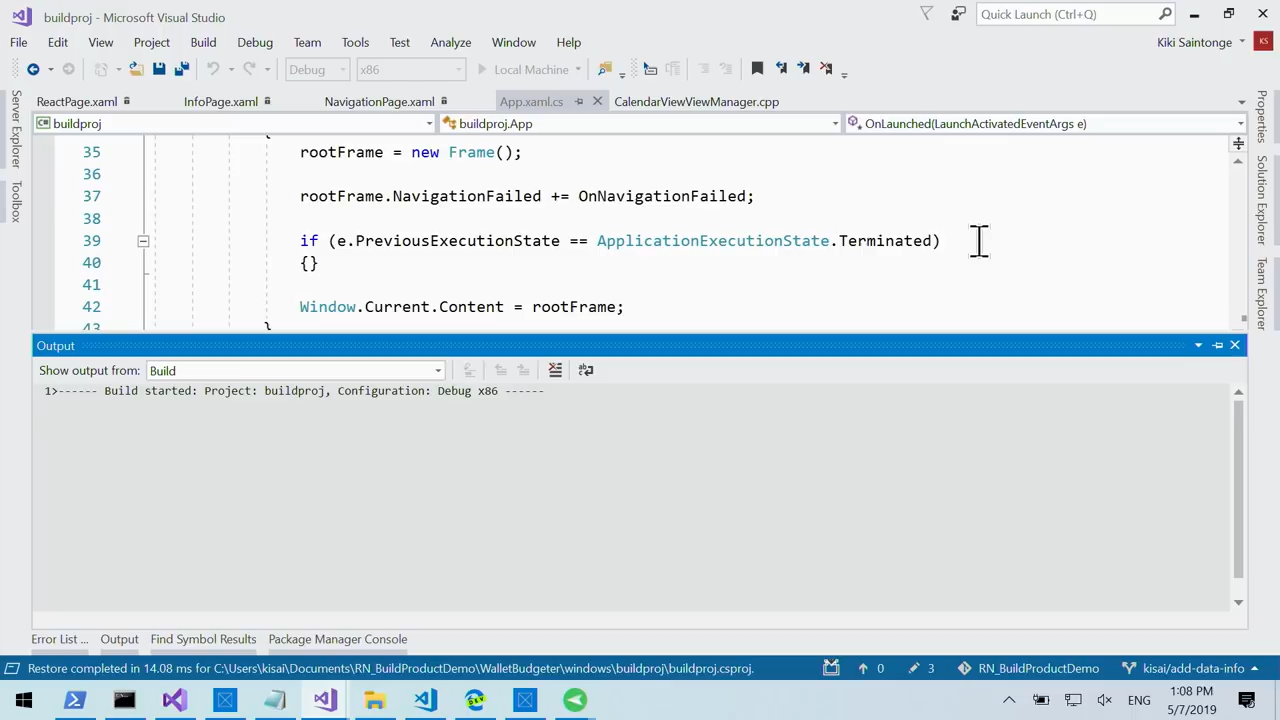 buildproj - Microsoft Visual Studio
Quick Launch (Ctrl+Q)
File Edit View Project Build Debug Team Tools Test Analyze Window Help
Kiki Saintonge KS
Debug x86 Local Machine
ReactPage.xaml InfoPage.xaml NavigationPage.xaml App.xaml.cs CalendarViewViewManager.cpp
buildproj buildproj.App OnLaunched(LaunchActivatedEventArgs e)
Server Explorer
Toolbox
Properties
Solution Explorer
Team Explorer
{
35 rootFrame = new Frame();
36
37 rootFrame.NavigationFailed += OnNavigationFailed;
38
39 if (e.PreviousExecutionState == ApplicationExecutionState.Terminated)
40 {}
41
42 Window.Current.Content = rootFrame;
43 }
Output
Show output from: Build
1>------ Build started: Project: buildproj, Configuration: Debug x86 ------
Error List ... Output Find Symbol Results Package Manager Console
Restore completed in 14.08 ms for C:\Users\kisai\Documents\RN_BuildProductDemo\WalletBudgeter\windows\buildproj\buildproj.csproj. 0 3 RN_BuildProductDemo kisai/add-data-info
ENG
1:08 PM
5/7/2019